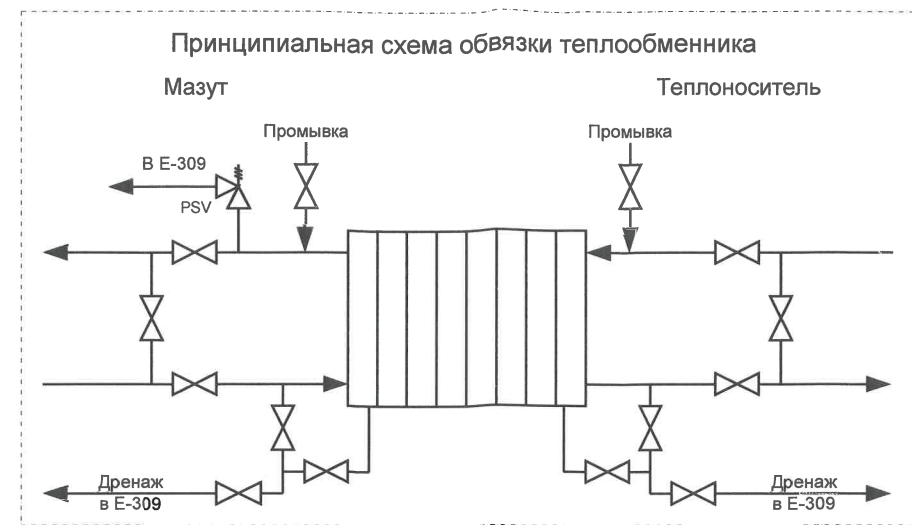 Принципиальная схема обвязки теплообменника
Мазут
Теплоноситель
Промывка
Промывка
В Е-309
PSV
Дренаж
в Е-309
Дренаж
в Е-309